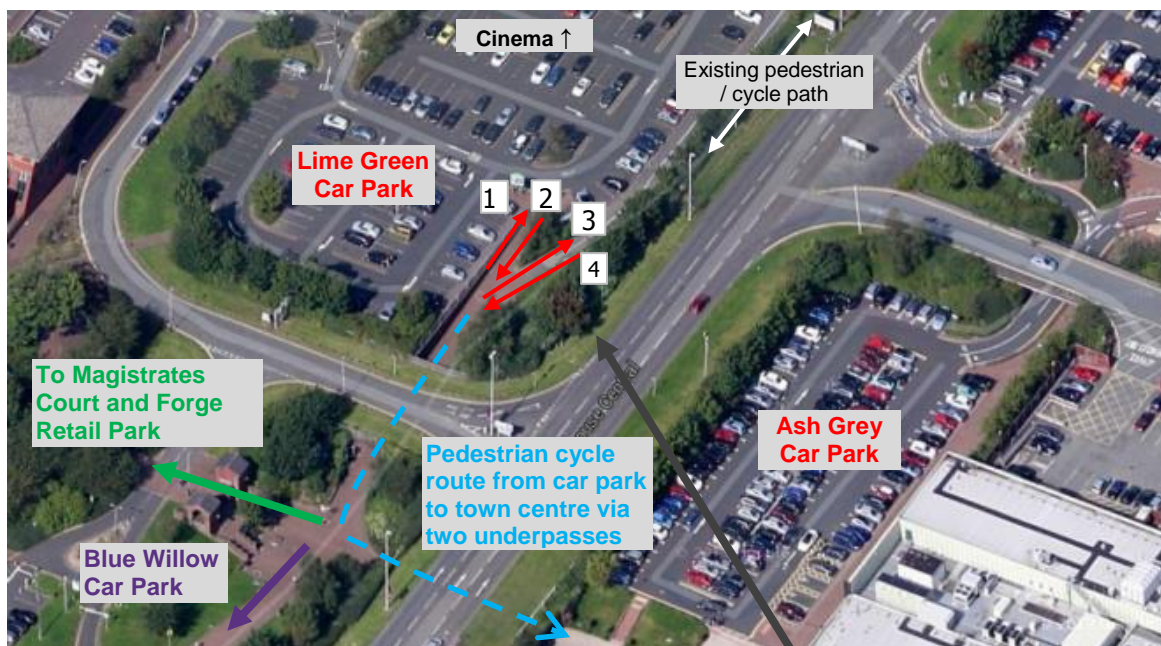 Cinema ↑
Existing pedestrian
/ cycle path
Lime Green
Car Park
1
2
3
4
To Magistrates
Court and Forge
Retail Park
Pedestrian cycle
route from car park
to town centre via
two underpasses
Ash Grey
Car Park
Blue Willow
Car Park